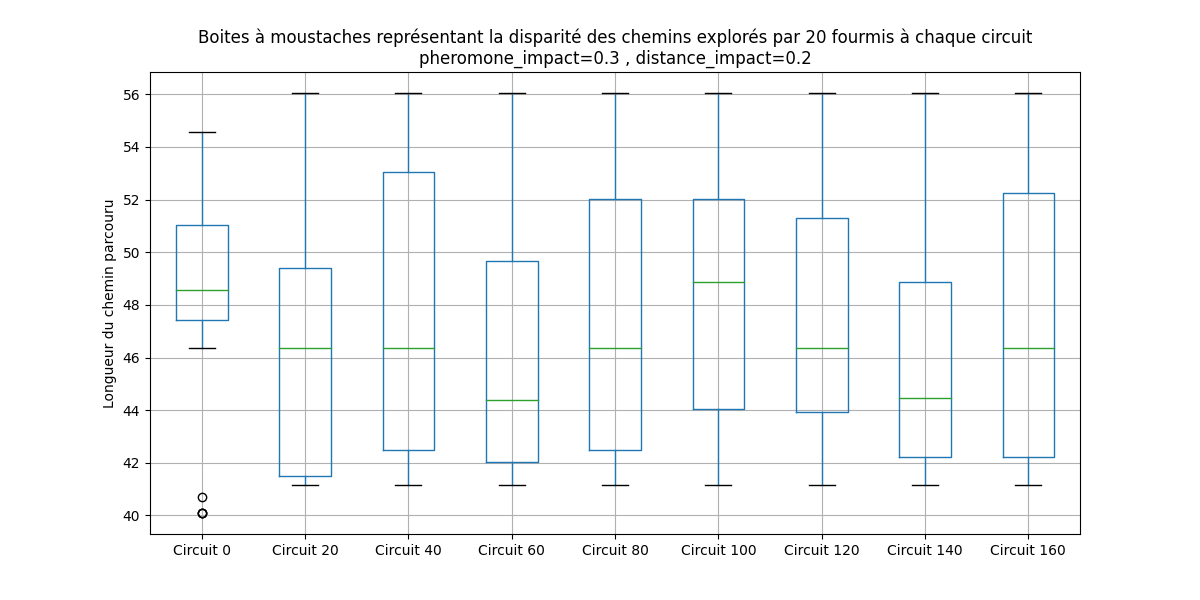 Boites à moustaches représentant la disparité des chemins explorés par 20 fourmis à chaque circuit
pheromone_impact=0.3 , distance_impact=0.2
Longueur du chemin parcouru
56
54
52
50
48
46
44
42
40
Circuit 0 Circuit 20 Circuit 40 Circuit 60 Circuit 80 Circuit 100 Circuit 120 Circuit 140 Circuit 160